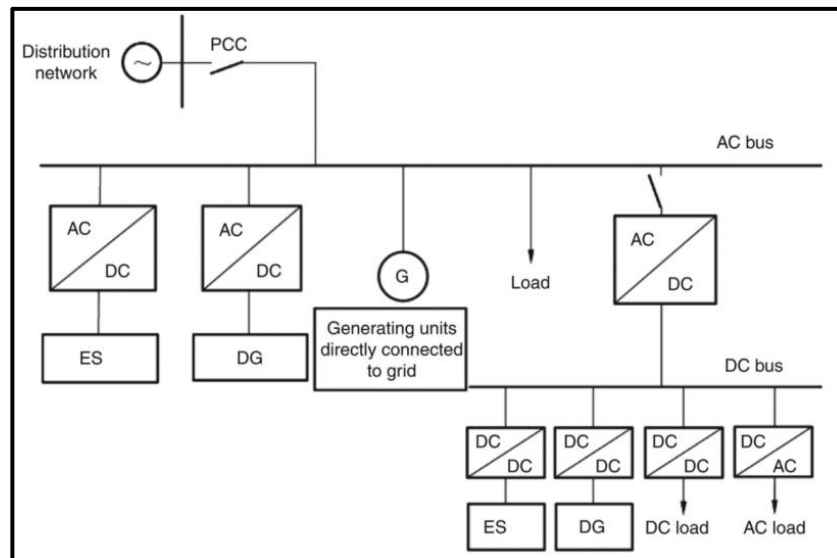 Distribution
network
~
PCC
AC bus
AC
DC
AC
DC
G
Load
AC
DC
ES
DG
Generating units
directly connected
to grid
DC bus
DC
DC
DC
DC
DC
DC
DC
AC
ES
DG
DC load
AC load